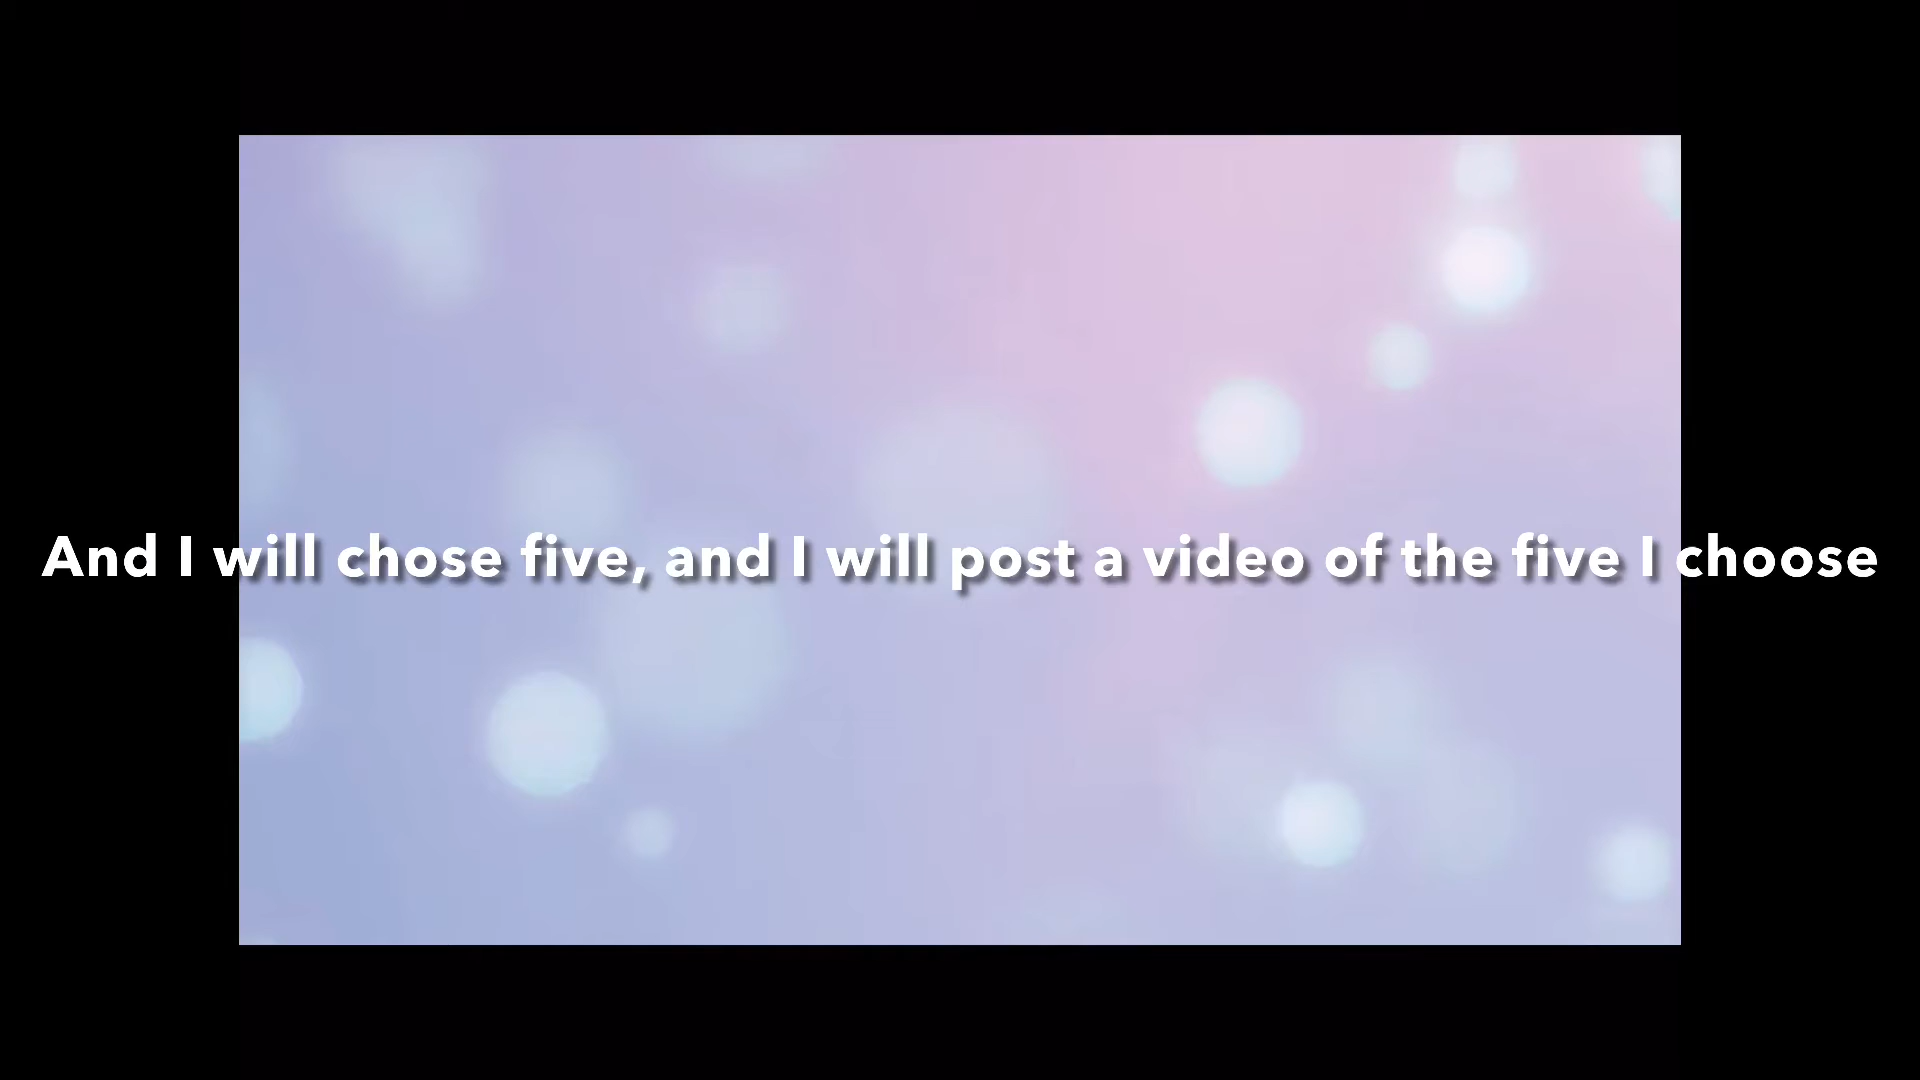 And I will chose five, and I will post a video of the five I choose